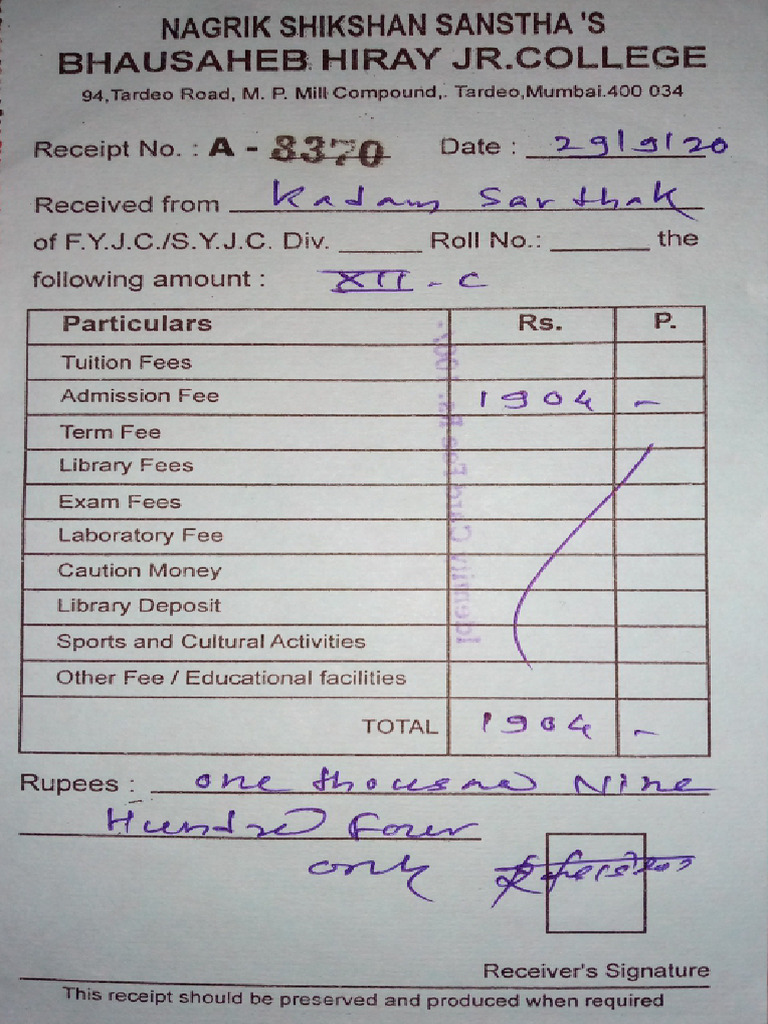 NAGRIK SHIKSHAN SANSTHA 'S
BHAUSAHEB HIRAY JR.COLLEGE
94,Tardeo Road, M. P. Mill Compound,. Tardeo,Mumbai.400 034
Receipt No. : A - 8370 Date : 29/9/20
Received from Kadam Sarthak
of F.Y.J.C./S.Y.J.C. Div. Roll No.: the
following amount : XII - C
Particulars Rs. P.
Tuition Fees
Admission Fee 1904 -
Term Fee
Library Fees
Exam Fees
Laboratory Fee
Caution Money
Library Deposit
Sports and Cultural Activities
Other Fee / Educational facilities
TOTAL 1904 -
Identity Card Fee Rs.
Rupees : one thousand Nine
Hundred Four
only
Receiver's Signature
This receipt should be preserved and produced when required